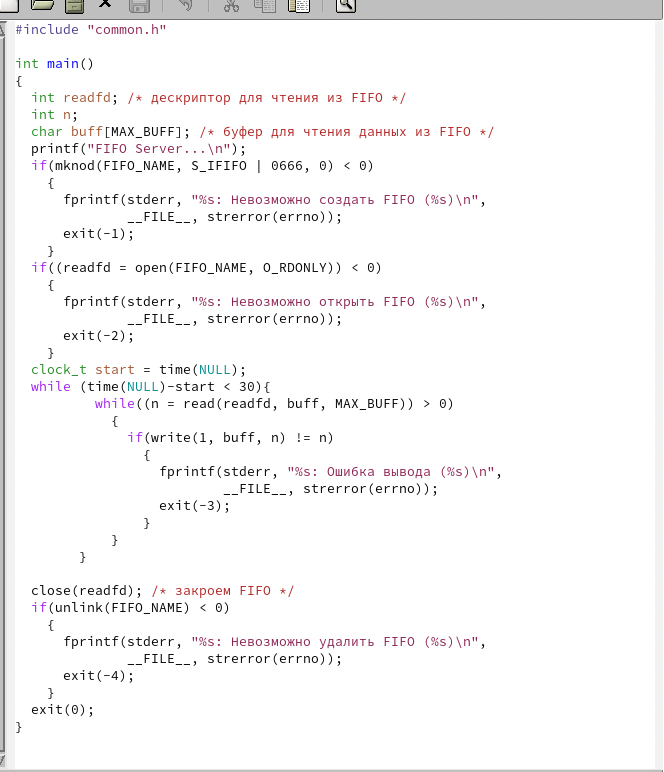 #include "common.h"

int main()
{
  int readfd; /* дескриптор для чтения из FIFO */
  int n;
  char buff[MAX_BUFF]; /* буфер для чтения данных из FIFO */
  printf("FIFO Server...\n");
  if(mknod(FIFO_NAME, S_IFIFO | 0666, 0) < 0)
    {
      fprintf(stderr, "%s: Невозможно создать FIFO (%s)\n",
              __FILE__, strerror(errno));
      exit(-1);
    }
  if((readfd = open(FIFO_NAME, O_RDONLY)) < 0)
    {
      fprintf(stderr, "%s: Невозможно открыть FIFO (%s)\n",
              __FILE__, strerror(errno));
      exit(-2);
    }
  clock_t start = time(NULL);
  while (time(NULL)-start < 30){
          while((n = read(readfd, buff, MAX_BUFF)) > 0)
            {
              if(write(1, buff, n) != n)
                {
                  fprintf(stderr, "%s: Ошибка вывода (%s)\n",
                          __FILE__, strerror(errno));
                  exit(-3);
                }
            }
        }

  close(readfd); /* закроем FIFO */
  if(unlink(FIFO_NAME) < 0)
    {
      fprintf(stderr, "%s: Невозможно удалить FIFO (%s)\n",
              __FILE__, strerror(errno));
      exit(-4);
    }
  exit(0);
}